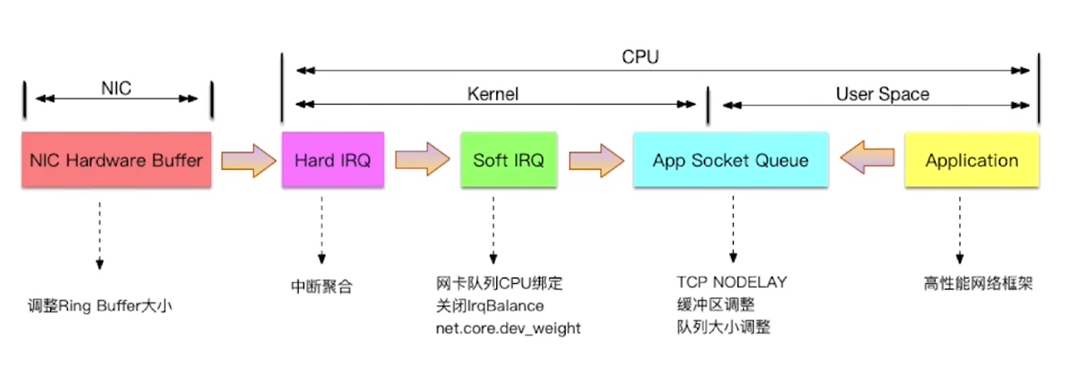 CPU
NIC
Kernel
User Space
NIC Hardware Buffer
Hard IRQ
Soft IRQ
App Socket Queue
Application
调整Ring Buffer大小
中断聚合
网卡队列CPU绑定
关闭IrqBalance
net.core.dev_weight
TCP NODELAY
缓冲区调整
队列大小调整
高性能网络框架